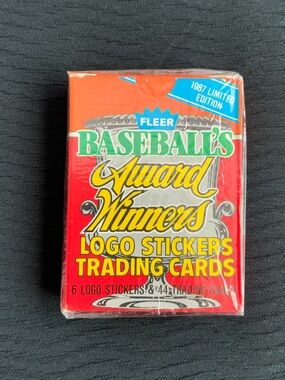 1987 LIMITED
EDITION
FLEER
BASEBALL'S
Award
Winners
LOGO STICKERS
TRADING CARDS
6 LOGO STICKERS & 44 TRADING